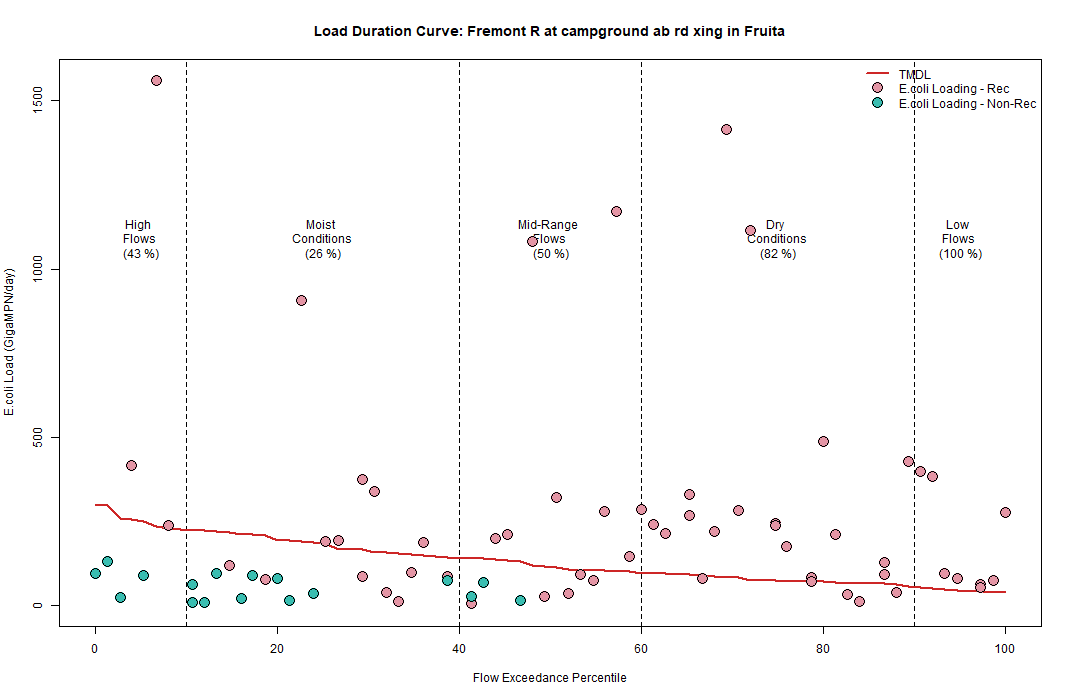 Load Duration Curve: Fremont R at campground ab rd xing in Fruita
TMDL
E.coli Loading - Rec
E.coli Loading - Non-Rec
High
Flows
(43 %)
Moist
Conditions
(26 %)
Mid-Range
Flows
(50 %)
Dry
Conditions
(82 %)
Low
Flows
(100 %)
E.coli Load (GigaMPN/day)
1500
1000
500
0
0 20 40 60 80 100
Flow Exceedance Percentile